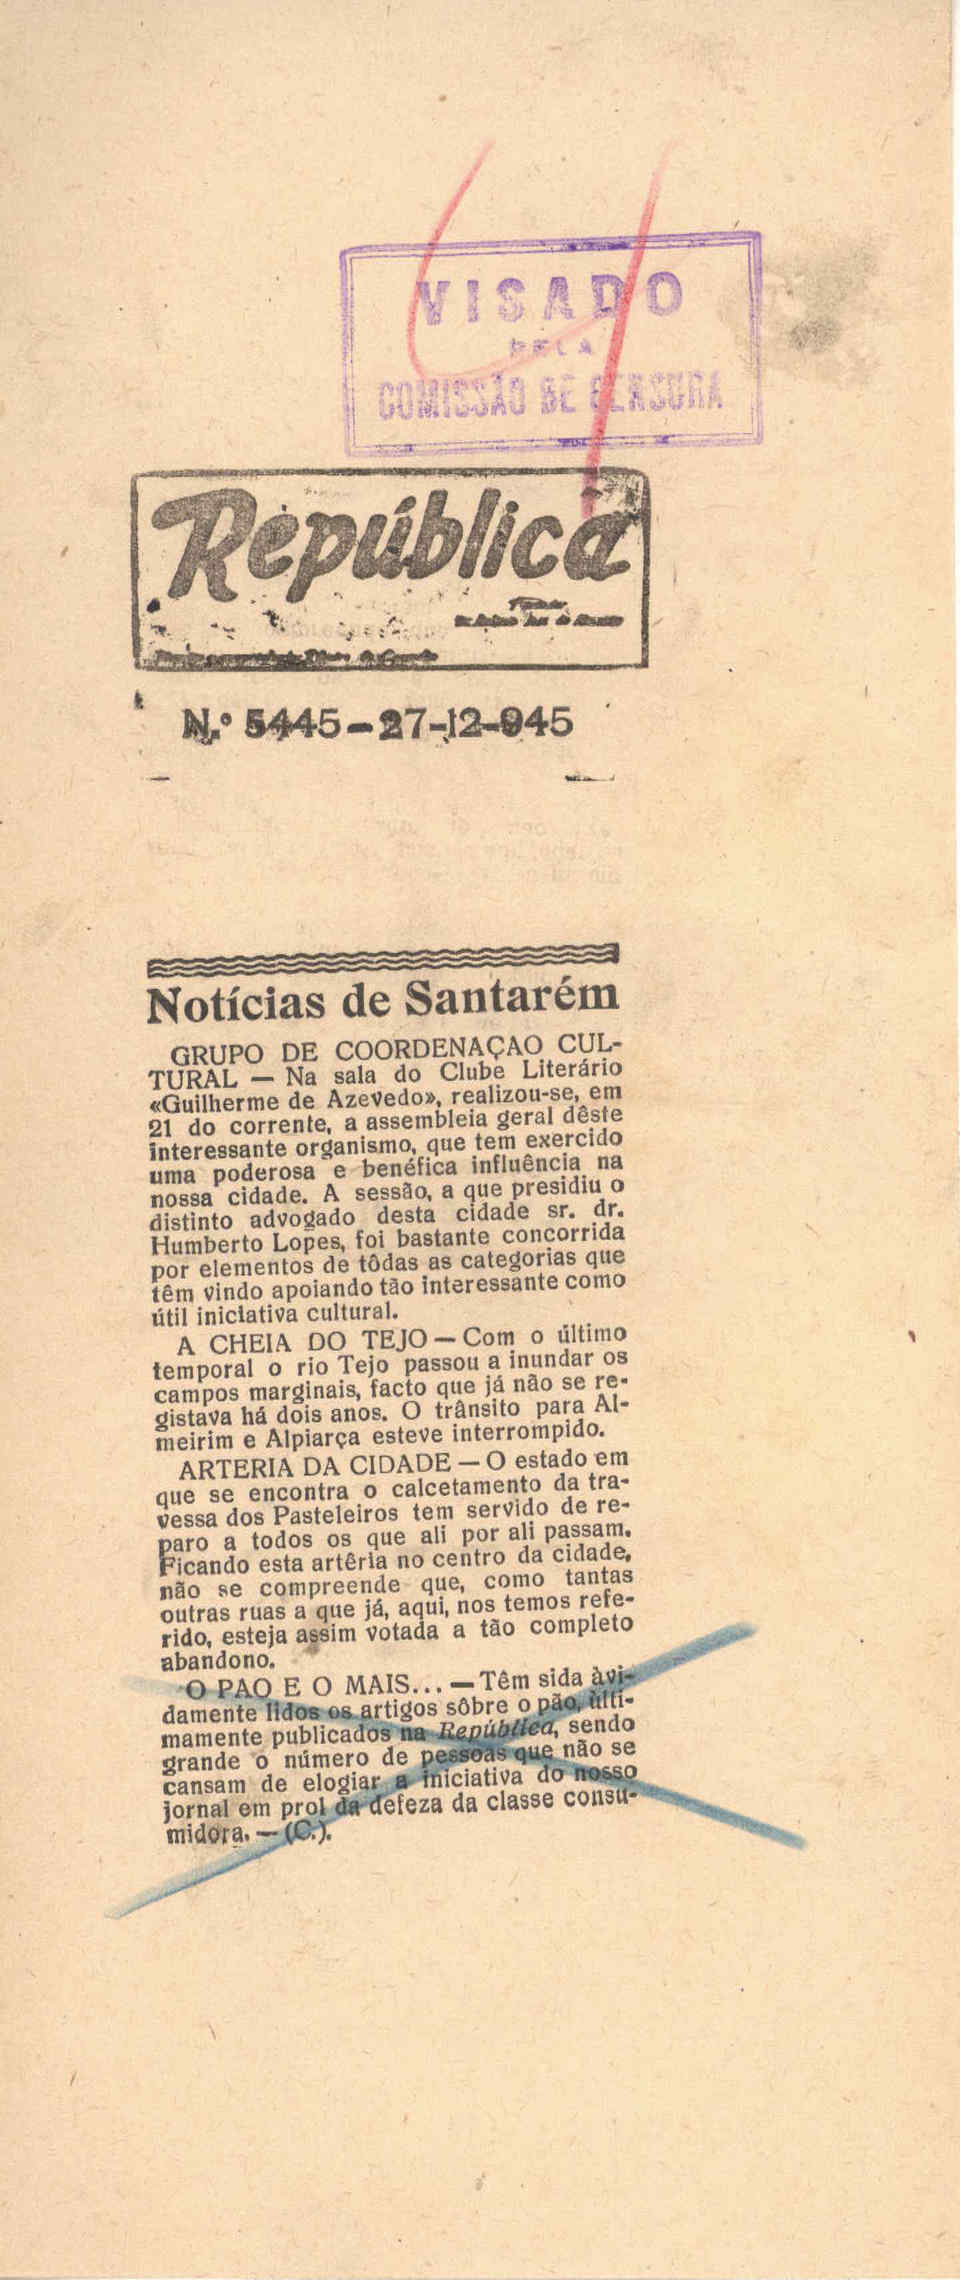 VISADO
PELA
COMISSÃO DE CENSURA
República
N.º 5445-27-12-945
Notícias de Santarém
GRUPO DE COORDENAÇAO CUL-
TURAL — Na sala do Clube Literário
«Guilherme de Azevedo», realizou-se, em
21 do corrente, a assembleia geral dêste
interessante organismo, que tem exercido
uma poderosa e benéfica influência na
nossa cidade. A sessão, a que presidiu o
distinto advogado desta cidade sr. dr.
Humberto Lopes, foi bastante concorrida
por elementos de tôdas as categorias que
têm vindo apoiando tão interessante como
útil iniciativa cultural.
A CHEIA DO TEJO — Com o último
temporal o rio Tejo passou a inundar os
campos marginais, facto que já não se re-
gistava há dois anos. O trânsito para Al-
meirim e Alpiarça esteve interrompido.
ARTERIA DA CIDADE — O estado em
que se encontra o calcetamento da tra-
vessa dos Pasteleiros tem servido de re-
paro a todos os que ali por ali passam.
Ficando esta artêria no centro da cidade,
não se compreende que, como tantas
outras ruas a que já, aqui, nos temos refe-
rido, esteja assim votada a tão completo
abandono.
O PAO E O MAIS... — Têm sida àvi-
damente lidos os artigos sôbre o pão, ùlti-
mamente publicados na República, sendo
grande o número de pessoas que não se
cansam de elogiar a iniciativa do nosso
jornal em prol da defeza da classe consu-
midora. — (C.).